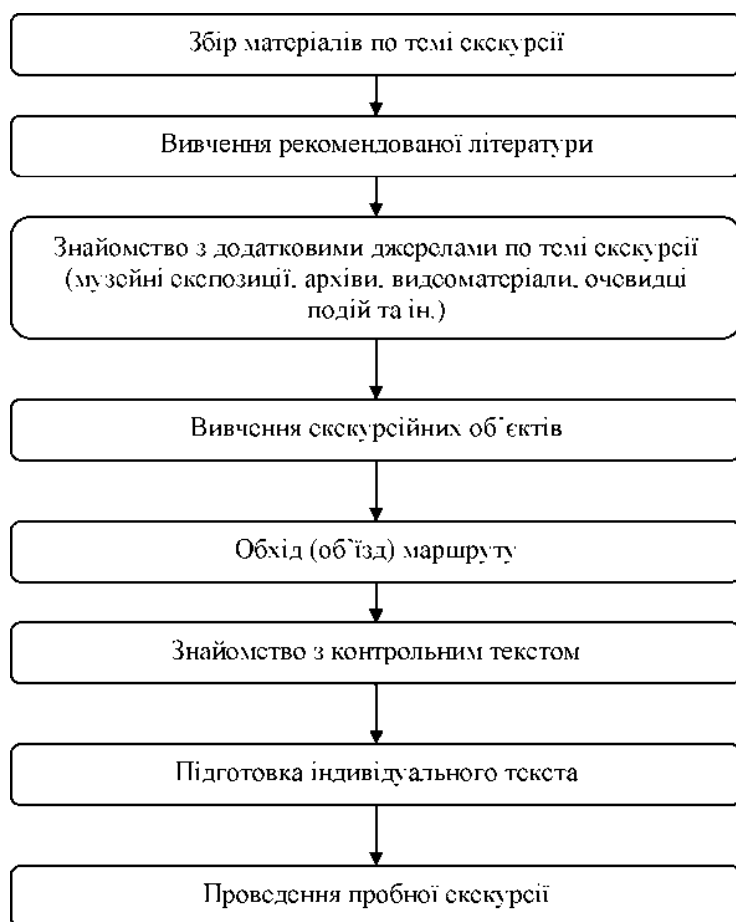 Збір матеріалів по темі екскурсії
Вивчення рекомендованої літератури
Знайомство з додатковими джерелами по темі екскурсії
(музейні експозиції, архіви, видеоматеріали, очевидці
подій та ін.)
Вивчення екскурсійних об`єктів
Обхід (об`їзд) маршруту
Знайомство з контрольним текстом
Підготовка індивідуального текста
Проведення пробної екскурсії